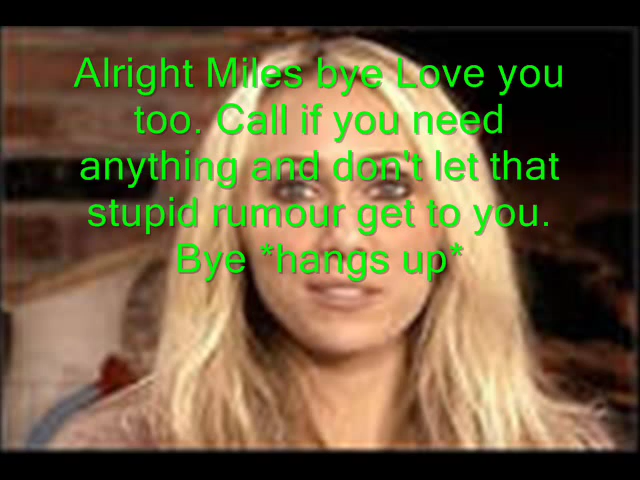 Alright Miles bye Love you
too. Call if you need
anything and don't let that
stupid rumour get to you.
Bye *hangs up*